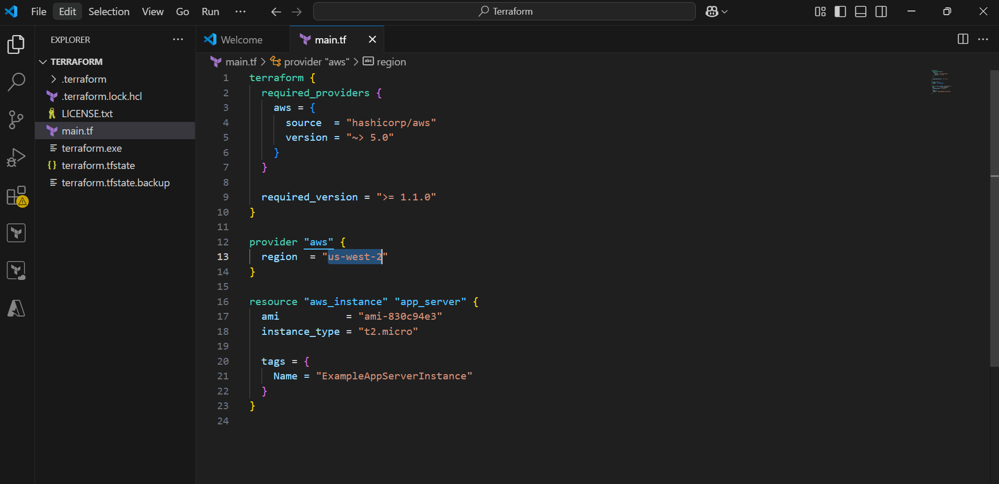 File Edit Selection View Go Run ··· Terraform
EXPLORER ···
TERRAFORM
.terraform
.terraform.lock.hcl
LICENSE.txt
main.tf
terraform.exe
terraform.tfstate
terraform.tfstate.backup
Welcome main.tf
main.tf > provider "aws" > abc region
1 terraform {
2 required_providers {
3 aws = {
4 source  = "hashicorp/aws"
5 version = "~> 5.0"
6 }
7 }
8
9 required_version = ">= 1.1.0"
10 }
11
12 provider "aws" {
13 region  = "us-west-2"
14 }
15
16 resource "aws_instance" "app_server" {
17 ami           = "ami-830c94e3"
18 instance_type = "t2.micro"
19
20 tags = {
21 Name = "ExampleAppServerInstance"
22 }
23 }
24